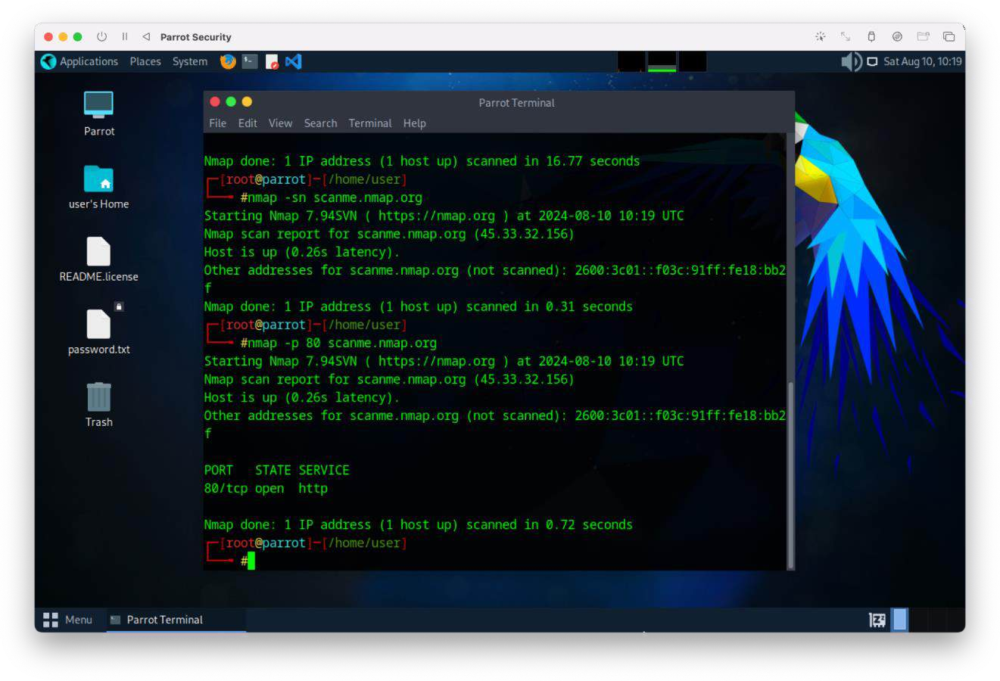 Parrot Security
Applications Places System
Sat Aug 10, 10:19
Parrot
user's Home
README.license
password.txt
Trash
Parrot Terminal
File Edit View Search Terminal Help
Nmap done: 1 IP address (1 host up) scanned in 16.77 seconds
┌─[root@parrot]─[/home/user]
└──╼ #nmap -sn scanme.nmap.org
Starting Nmap 7.94SVN ( https://nmap.org ) at 2024-08-10 10:19 UTC
Nmap scan report for scanme.nmap.org (45.33.32.156)
Host is up (0.26s latency).
Other addresses for scanme.nmap.org (not scanned): 2600:3c01::f03c:91ff:fe18:bb2
f
Nmap done: 1 IP address (1 host up) scanned in 0.31 seconds
┌─[root@parrot]─[/home/user]
└──╼ #nmap -p 80 scanme.nmap.org
Starting Nmap 7.94SVN ( https://nmap.org ) at 2024-08-10 10:19 UTC
Nmap scan report for scanme.nmap.org (45.33.32.156)
Host is up (0.26s latency).
Other addresses for scanme.nmap.org (not scanned): 2600:3c01::f03c:91ff:fe18:bb2
f
PORT   STATE SERVICE
80/tcp open  http
Nmap done: 1 IP address (1 host up) scanned in 0.72 seconds
┌─[root@parrot]─[/home/user]
└──╼ #
Menu
Parrot Terminal